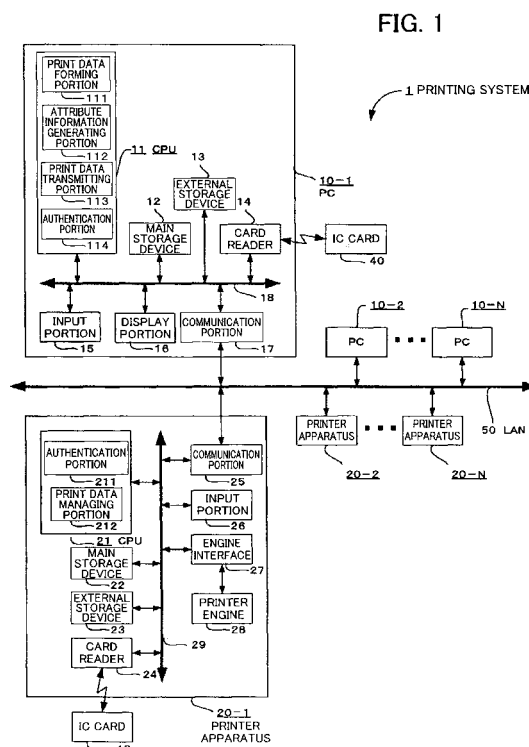 FIG. 1
1 PRINTING SYSTEM
PRINT DATA
FORMING
PORTION
111
ATTRIBUTE
INFORMATION
GENERATING
PORTION
112
PRINT DATA
TRANSMITTING
PORTION
113
AUTHENTICATION
PORTION
114
11 CPU
13
EXTERNAL
STORAGE
DEVICE
12
MAIN
STORAGE
DEVICE
14
CARD
READER
10-1
PC
IC CARD
40
18
INPUT
PORTION
15
DISPLAY
PORTION
16
COMMUNICATION
PORTION
17
10-2
PC
10-N
PC
50 LAN
PRINTER
APPARATUS
20-2
PRINTER
APPARATUS
20-N
AUTHENTICATION
PORTION
211
PRINT DATA
MANAGING
PORTION
212
21 CPU
MAIN
STORAGE
DEVICE
22
EXTERNAL
STORAGE
DEVICE
23
CARD
READER
24
COMMUNICATION
PORTION
25
INPUT
PORTION
26
ENGINE
INTERFACE
27
PRINTER
ENGINE
28
29
20-1
PRINTER
APPARATUS
IC CARD